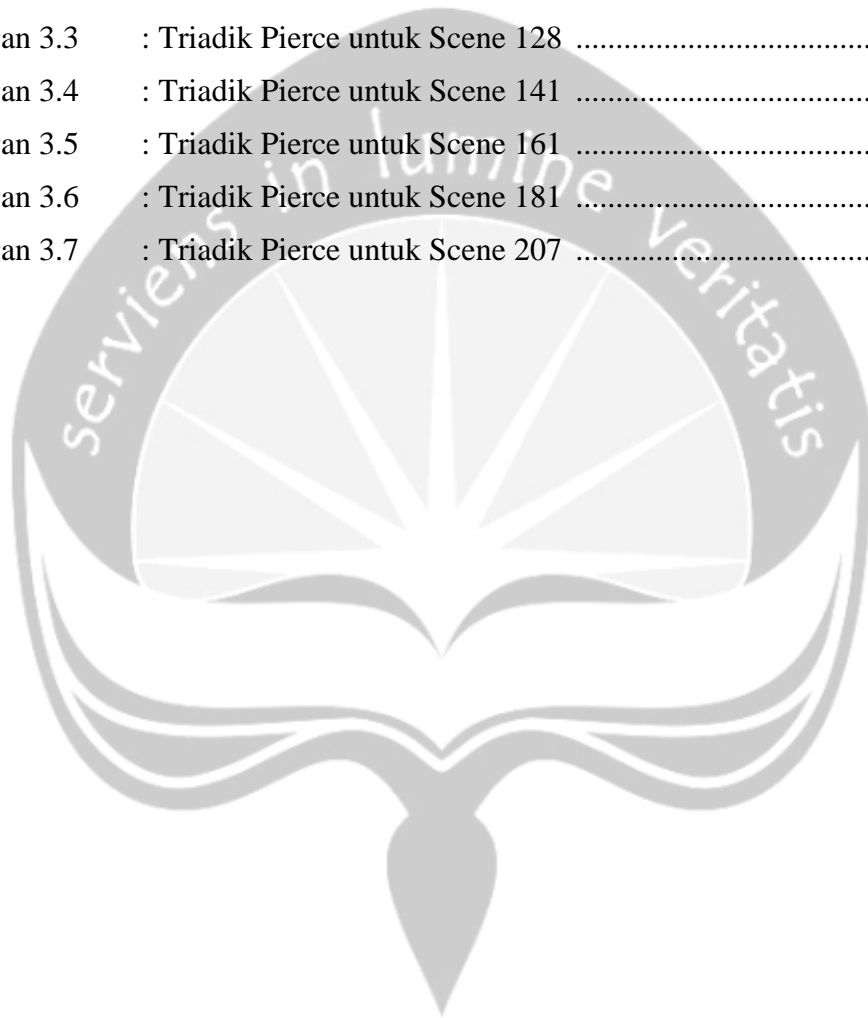 an 3.3 : Triadik Pierce untuk Scene 128 ................................................
an 3.4 : Triadik Pierce untuk Scene 141 ................................................
an 3.5 : Triadik Pierce untuk Scene 161 ................................................
an 3.6 : Triadik Pierce untuk Scene 181 ................................................
an 3.7 : Triadik Pierce untuk Scene 207 ................................................
serviens in lumine veritatis